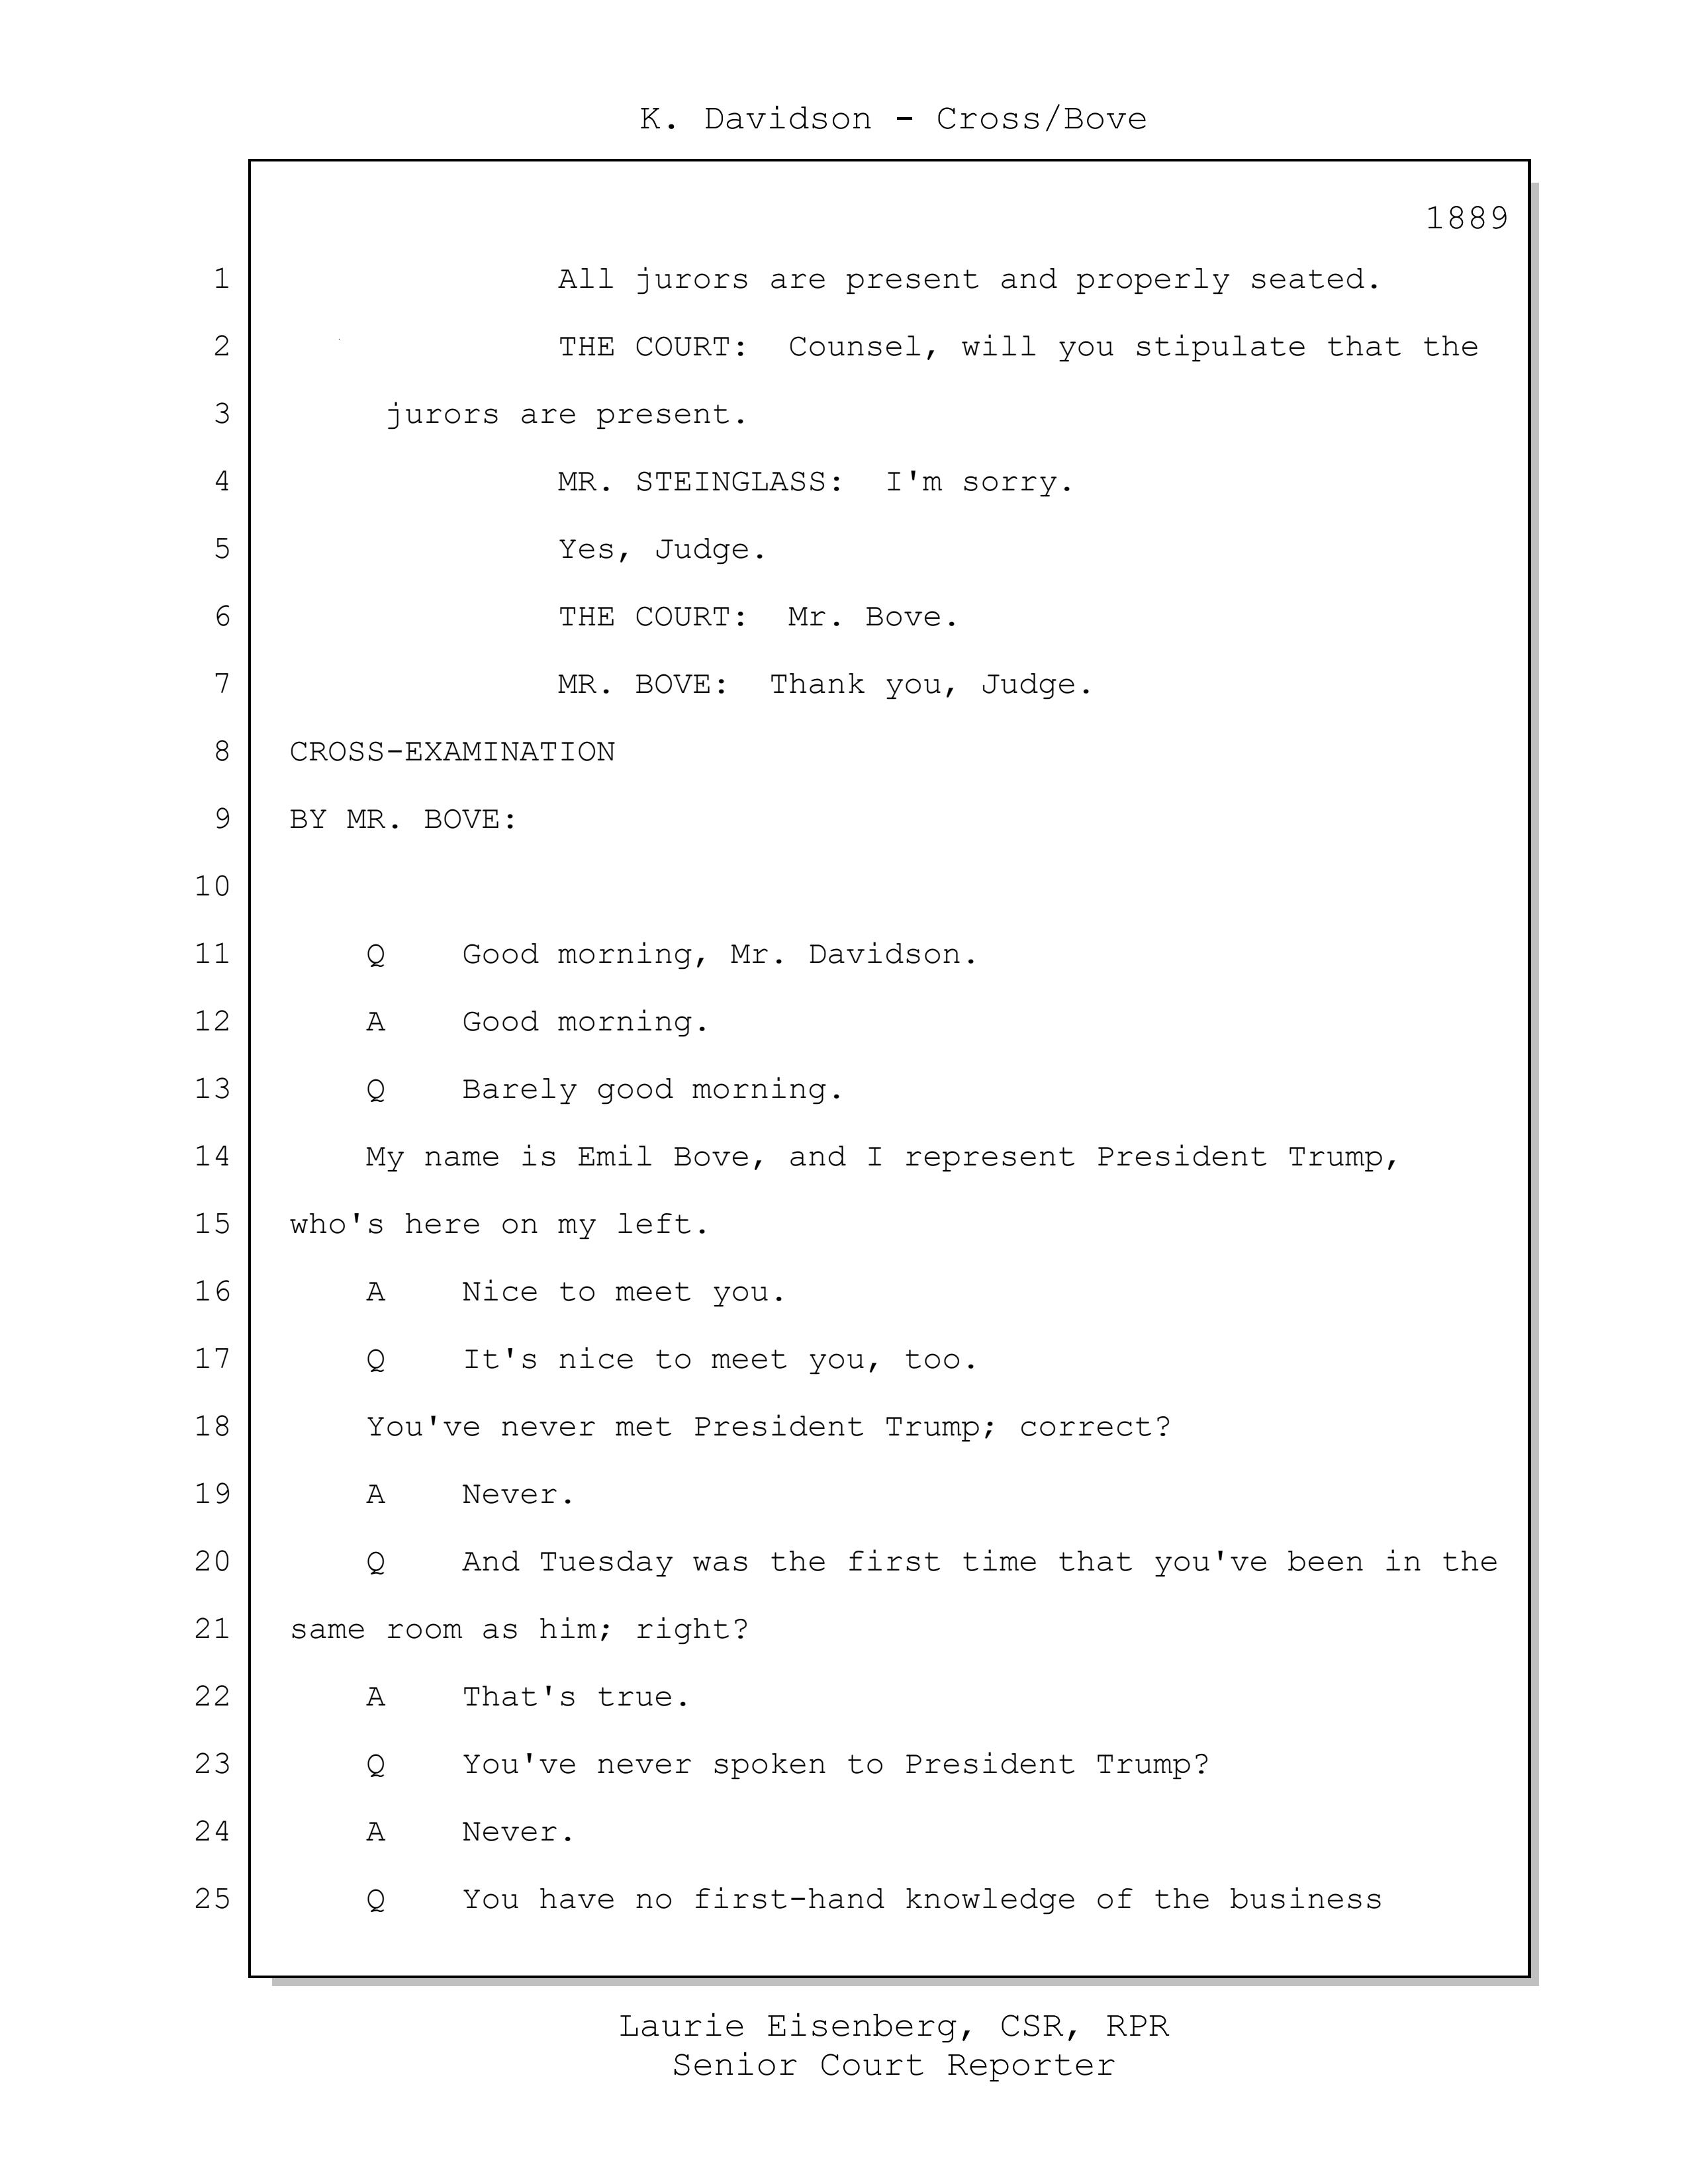 K. Davidson - Cross/Bove
1889
1 All jurors are present and properly seated.
2 THE COURT: Counsel, will you stipulate that the
3 jurors are present.
4 MR. STEINGLASS: I'm sorry.
5 Yes, Judge.
6 THE COURT: Mr. Bove.
7 MR. BOVE: Thank you, Judge.
8 CROSS-EXAMINATION
9 BY MR. BOVE:
10
11 Q Good morning, Mr. Davidson.
12 A Good morning.
13 Q Barely good morning.
14 My name is Emil Bove, and I represent President Trump,
15 who's here on my left.
16 A Nice to meet you.
17 Q It's nice to meet you, too.
18 You've never met President Trump; correct?
19 A Never.
20 Q And Tuesday was the first time that you've been in the
21 same room as him; right?
22 A That's true.
23 Q You've never spoken to President Trump?
24 A Never.
25 Q You have no first-hand knowledge of the business
Laurie Eisenberg, CSR, RPR
Senior Court Reporter